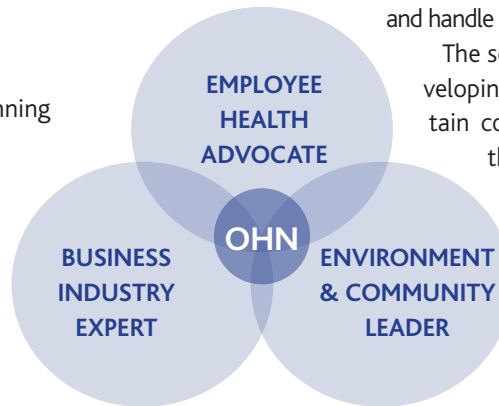 and handle
The se
veloping
tain co
th
nning
EMPLOYEE
HEALTH
ADVOCATE
OHN
BUSINESS
INDUSTRY
EXPERT
ENVIRONMENT
& COMMUNITY
LEADER